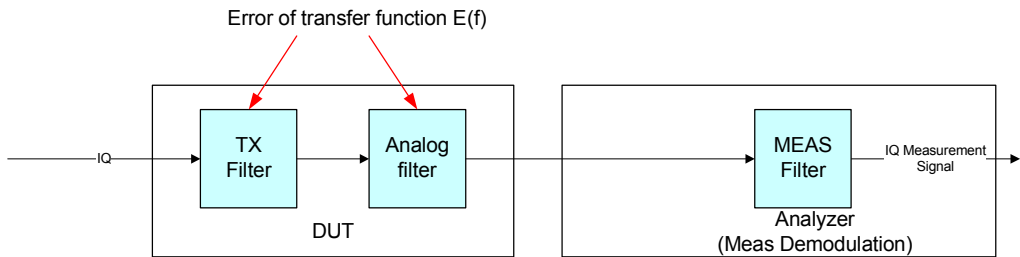 Error of transfer function E(f)
IQ
TX
Filter
Analog
filter
DUT
MEAS
Filter
IQ Measurement
Signal
Analyzer
(Meas Demodulation)